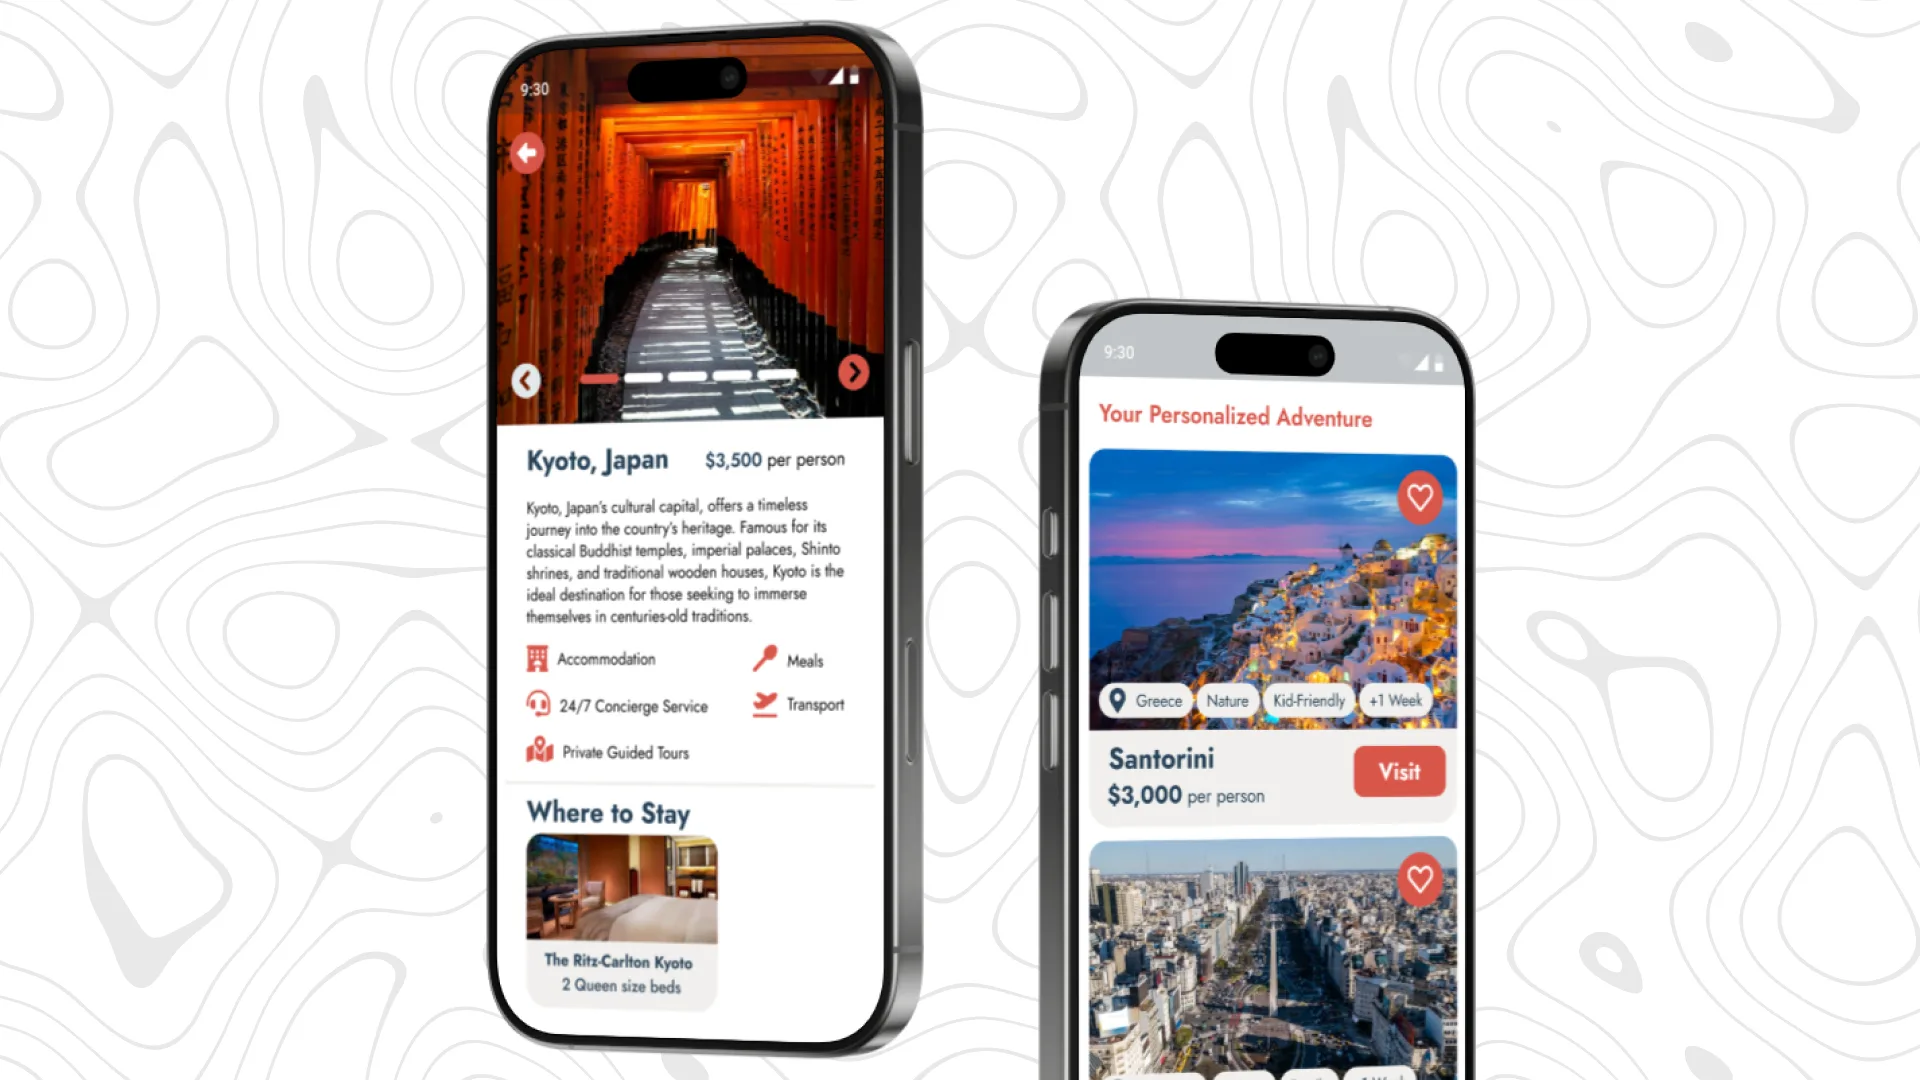 9:30
Kyoto, Japan
$3,500 per person
Kyoto, Japan's cultural capital, offers a timeless
journey into the country's heritage. Famous for its
classical Buddhist temples, imperial palaces, Shinto
shrines, and traditional wooden houses, Kyoto is the
ideal destination for those seeking to immerse
themselves in centuries-old traditions.
Accommodation
Meals
24/7 Concierge Service
Transport
Private Guided Tours
Where to Stay
The Ritz-Carlton Kyoto
2 Queen size beds
9:30
Your Personalized Adventure
Greece
Nature
Kid-Friendly
+1 Week
Santorini
Visit
$3,000 per person